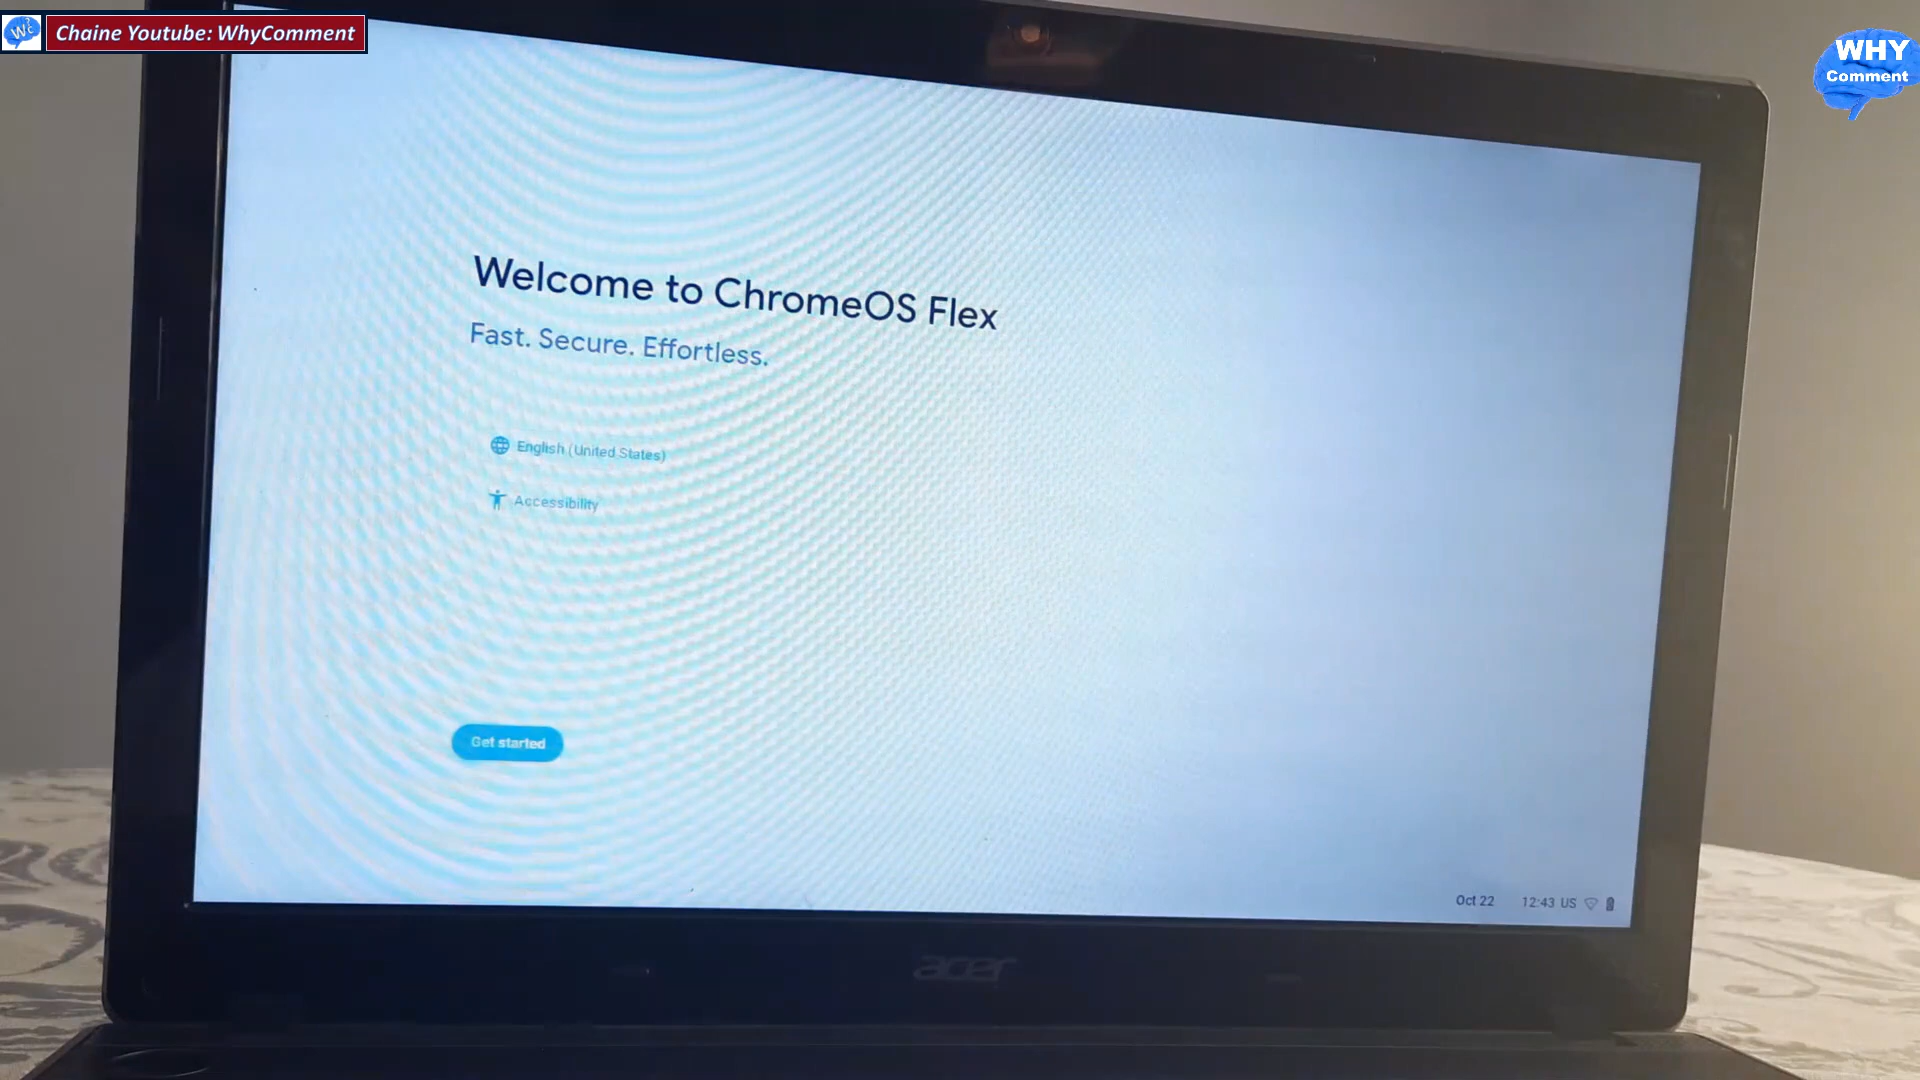 Chaine Youtube: WhyComment
WHY
Comment
Welcome to ChromeOS Flex
Fast. Secure. Effortless.
English (United States)
Accessibility
Get started
Oct 22 12:43 US
acer